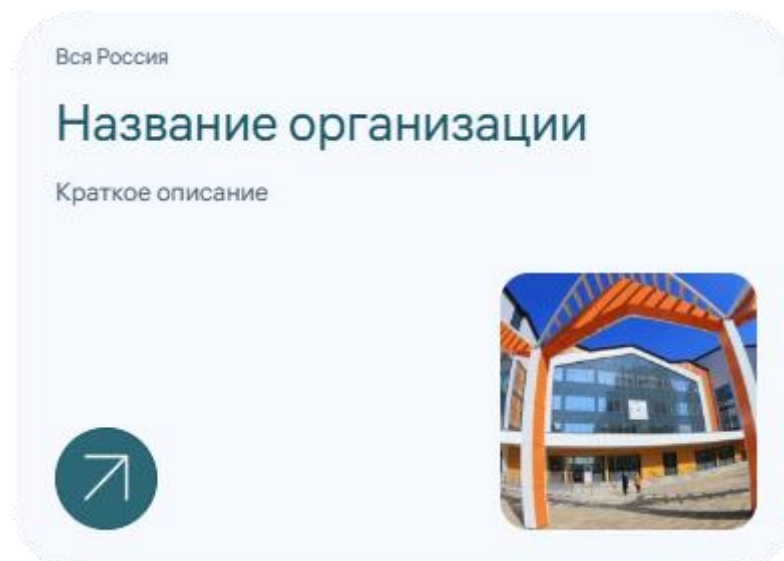 Вся Россия
Название организации
Краткое описание